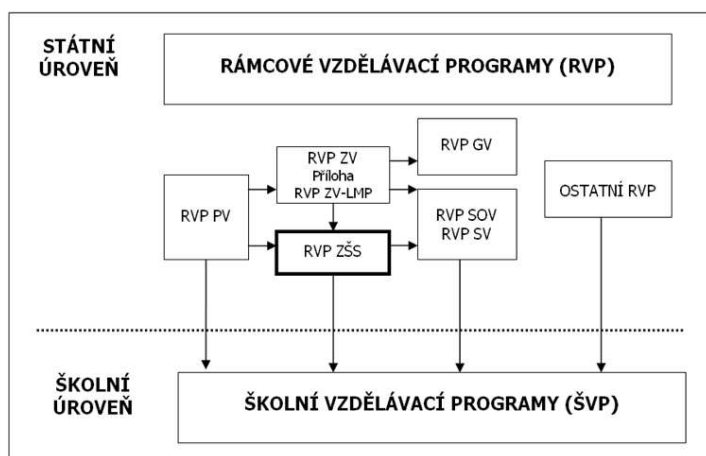 STÁTNÍ
ÚROVEŇ
RÁMCOVÉ VZDĚLÁVACÍ PROGRAMY (RVP)
RVP PV
RVP ZV
Příloha
RVP ZV-LMP
RVP ZŠS
RVP GV
RVP SOV
RVP SV
OSTATNÍ RVP
ŠKOLNÍ
ÚROVEŇ
ŠKOLNÍ VZDĚLÁVACÍ PROGRAMY (ŠVP)